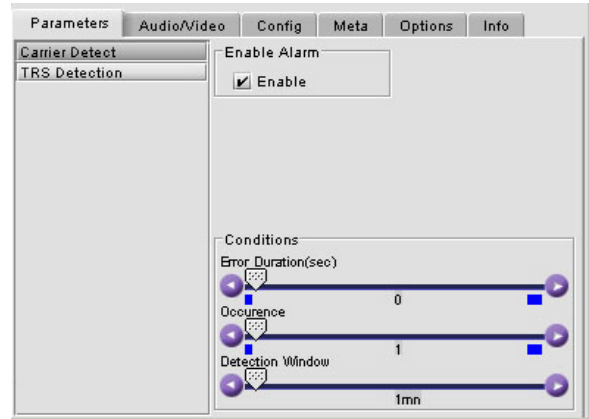 Parameters Audio/Video Config Meta Options Info
Carrier Detect
TRS Detection
Enable Alarm
Enable
Conditions
Error Duration(sec)
0
Occurence
1
Detection Window
1mn